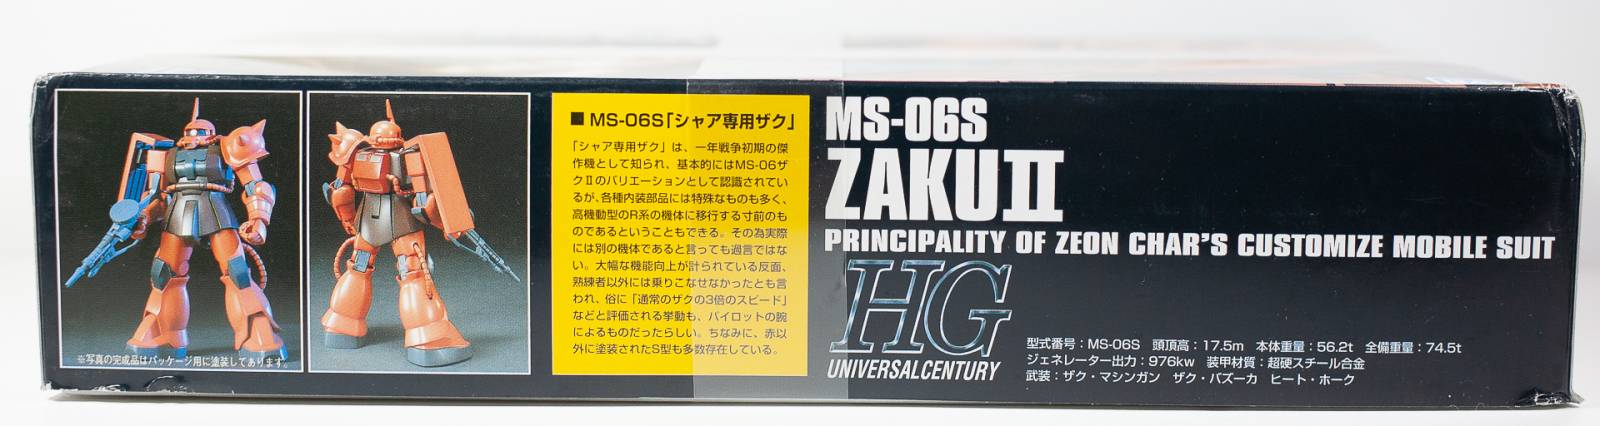 ※写真の完成品はパッケージ用に塗装してあります。
■ MS-06S「シャア専用ザク」
「シャア専用ザク」は、一年戦争初期の傑
作機として知られ、基本的にはMS-06ザ
クⅡのバリエーションとして認識されてい
るが、各種内装部品には特殊なものも多く、
高機動型のR系の機体に移行する寸前のも
のであるということもできる。その為実際
には別の機体であると言っても過言ではな
い。大幅な機能向上が計られている反面、
熟練者以外には乗りこなせなかったとも言
われ、俗に「通常のザクの3倍のスピード」
などと評価される挙動も、パイロットの腕
によるものだったらしい。ちなみに、赤以
外に塗装されたS型も多数存在している。
MS-06S
ZAKUⅡ
PRINCIPALITY OF ZEON CHAR'S CUSTOMIZE MOBILE SUIT
HG
UNIVERSALCENTURY
型式番号：MS-06S 頭頂高：17.5m 本体重量：56.2t 全備重量：74.5t
ジェネレーター出力：976kw 装甲材質：超硬スチール合金
武装：ザク・マシンガン ザク・バズーカ ヒート・ホーク